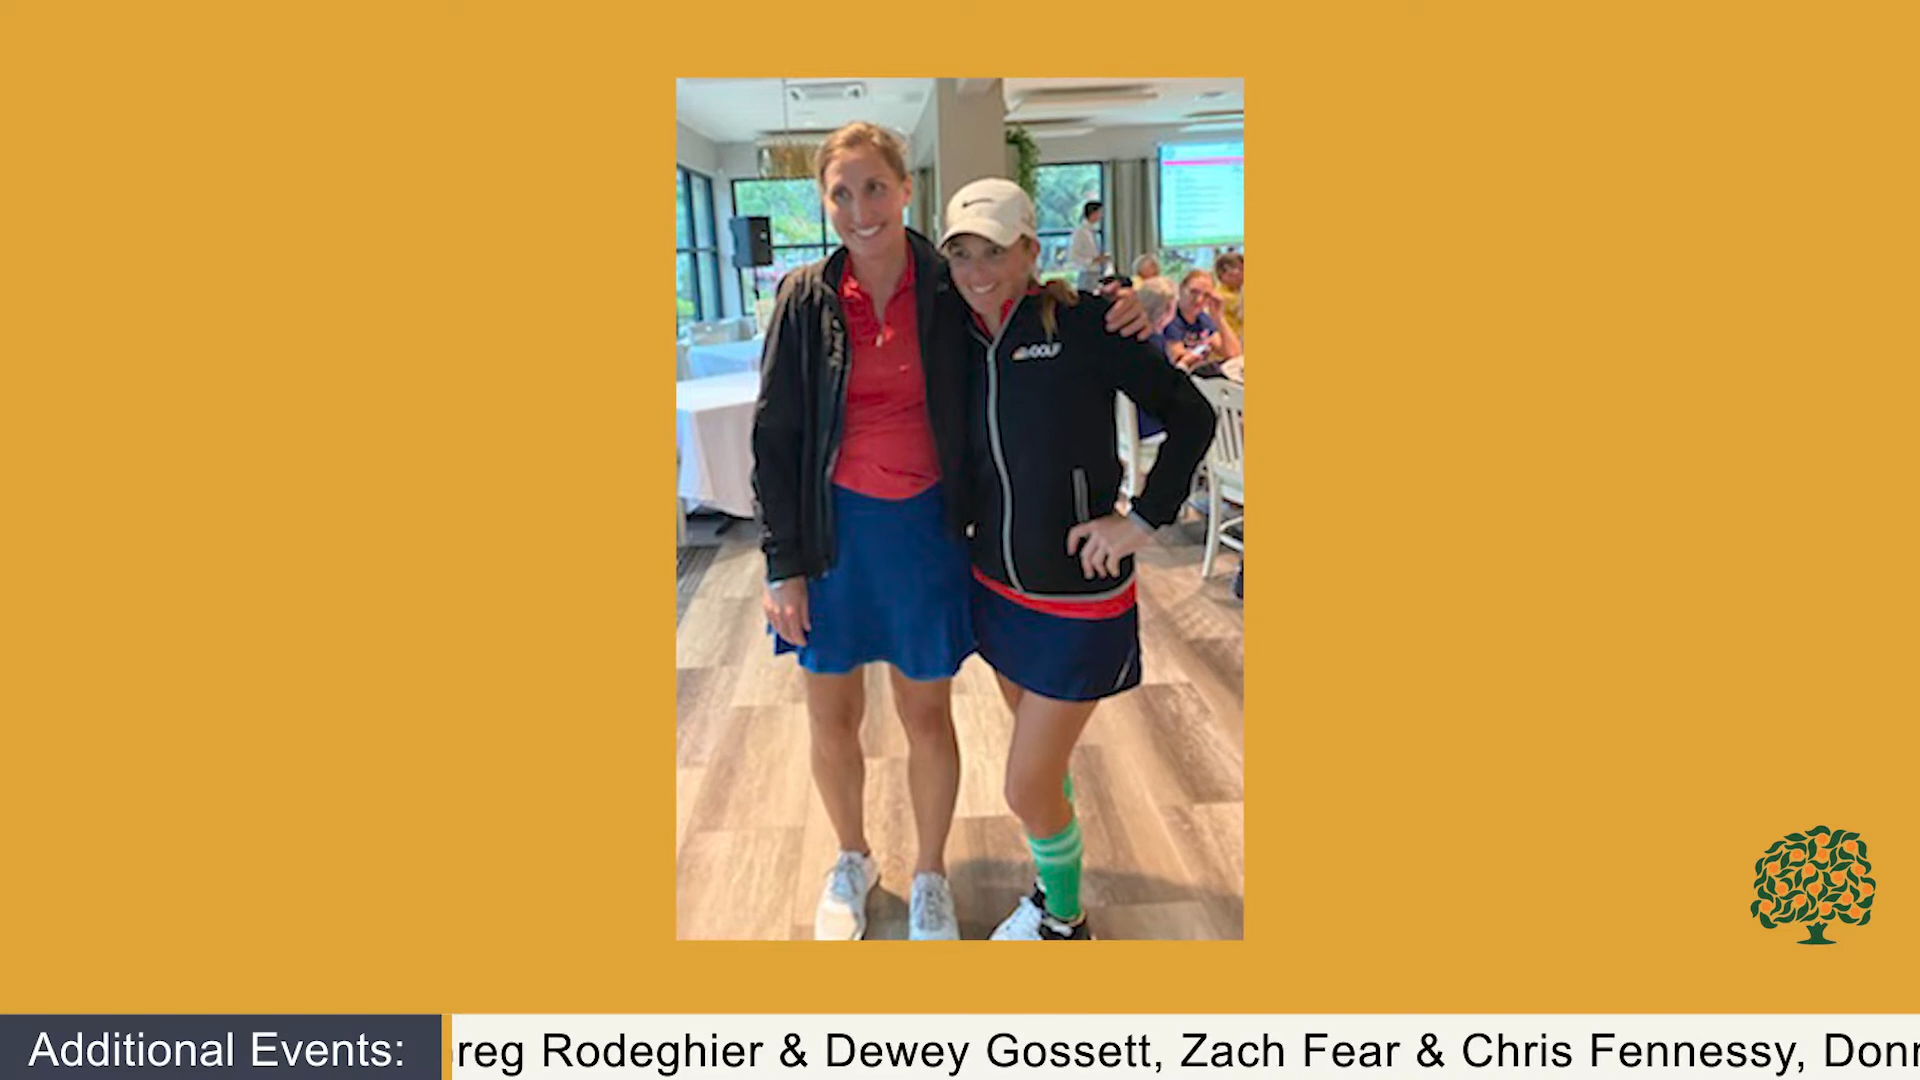 GOLF
Additional Events:
reg Rodeghier & Dewey Gossett, Zach Fear & Chris Fennessy, Don